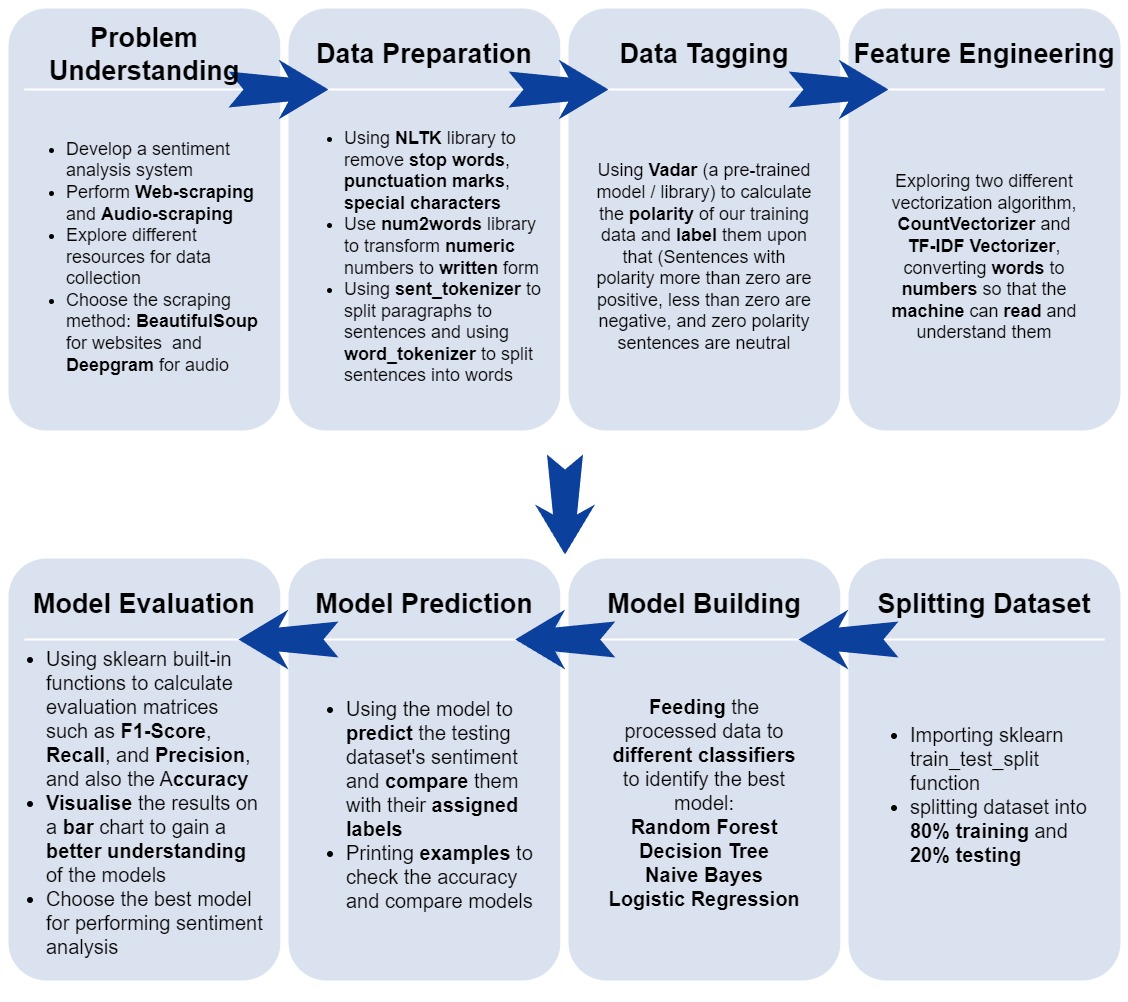 Problem
Understanding
• Develop a sentiment
analysis system
• Perform Web-scraping
and Audio-scraping
• Explore different
resources for data
collection
• Choose the scraping
method: BeautifulSoup
for websites and
Deepgram for audio
Data Preparation
• Using NLTK library to
remove stop words,
punctuation marks,
special characters
• Use num2words library
to transform numeric
numbers to written form
• Using sent_tokenizer to
split paragraphs to
sentences and using
word_tokenizer to split
sentences into words
Data Tagging
Using Vadar (a pre-trained
model / library) to calculate
the polarity of our training
data and label them upon
that (Sentences with
polarity more than zero are
positive, less than zero are
negative, and zero polarity
sentences are neutral
Feature Engineering
Exploring two different
vectorization algorithm,
CountVectorizer and
TF-IDF Vectorizer,
converting words to
numbers so that the
machine can read and
understand them
Splitting Dataset
• Importing sklearn
train_test_split
function
• splitting dataset into
80% training and
20% testing
Model Building
Feeding the
processed data to
different classifiers
to identify the best
model:
Random Forest
Decision Tree
Naive Bayes
Logistic Regression
Model Prediction
• Using the model to
predict the testing
dataset's sentiment
and compare them
with their assigned
labels
• Printing examples to
check the accuracy
and compare models
Model Evaluation
• Using sklearn built-in
functions to calculate
evaluation matrices
such as F1-Score,
Recall, and Precision,
and also the Accuracy
• Visualise the results on
a bar chart to gain a
better understanding
of the models
• Choose the best model
for performing sentiment
analysis